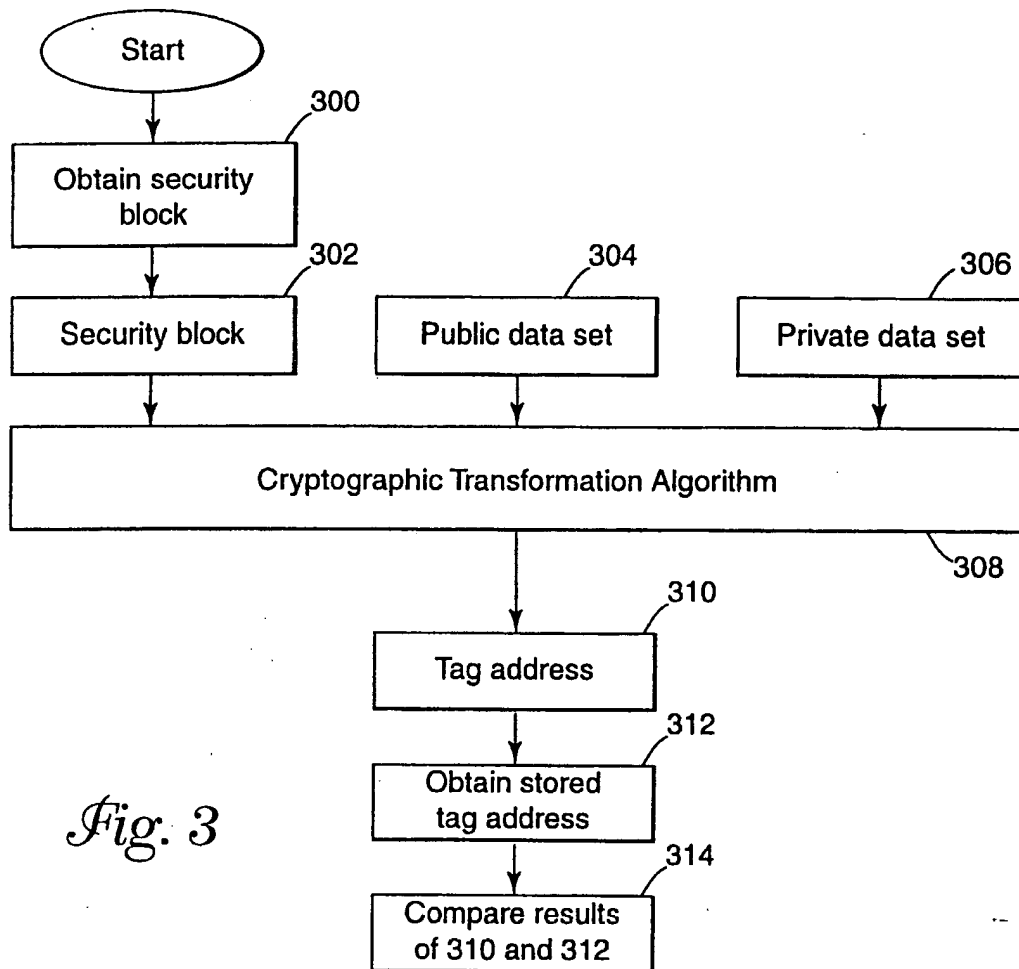 Start
300
Obtain security
block
302
304
306
Security block
Public data set
Private data set
Cryptographic Transformation Algorithm
308
310
Tag address
312
Obtain stored
tag address
314
Compare results
of 310 and 312
Fig. 3